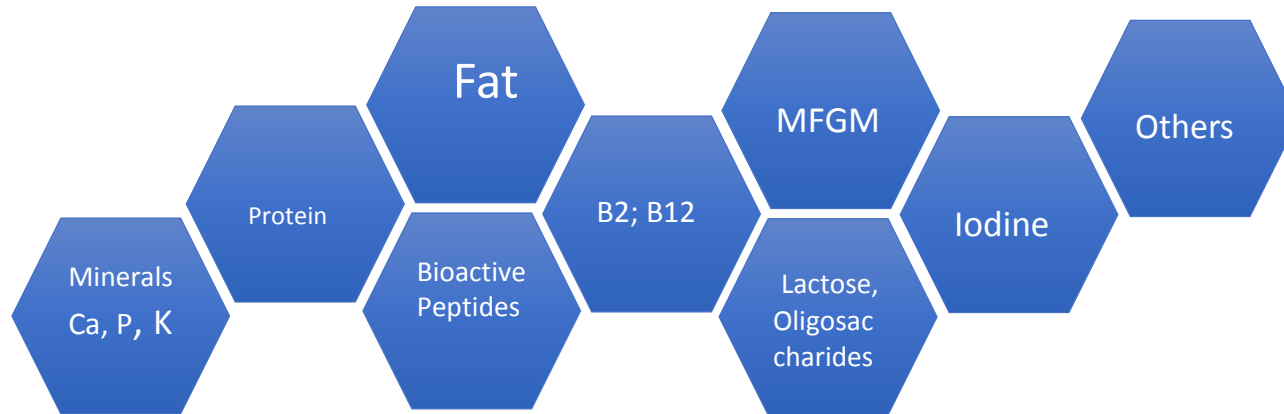 Minerals
Ca, P, K
Protein
Fat
Bioactive
Peptides
B2; B12
MFGM
Lactose,
Oligosac
charides
Iodine
Others